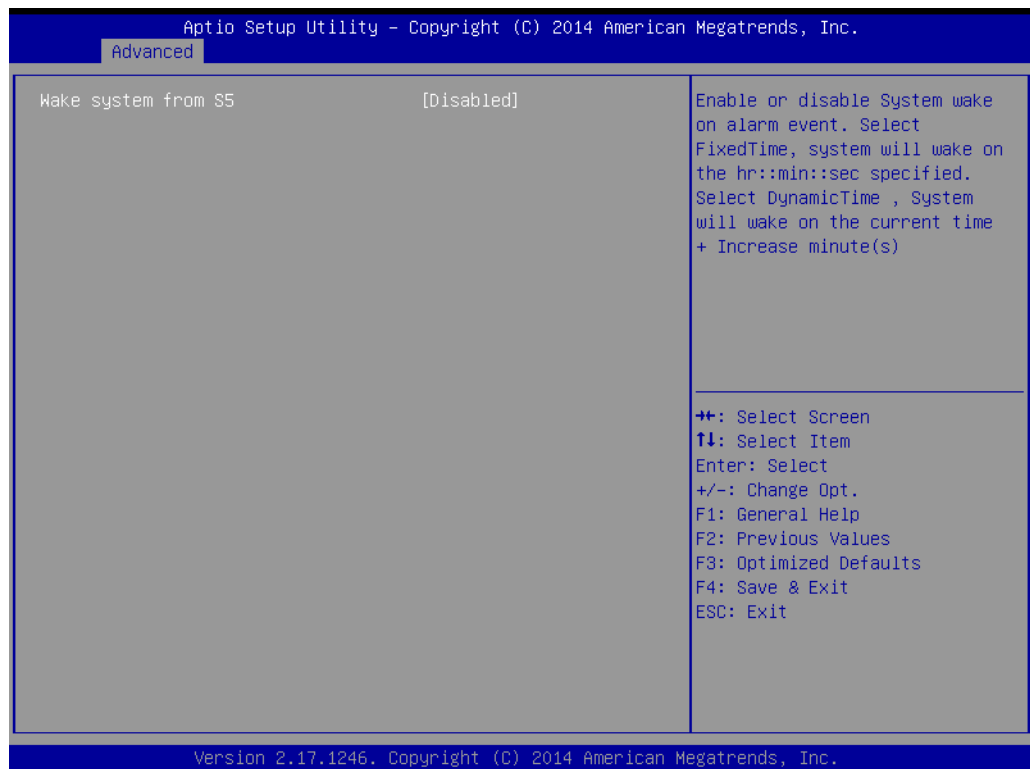 Aptio Setup Utility – Copyright (C) 2014 American Megatrends, Inc.
Advanced
Wake system from S5 [Disabled]
Enable or disable System wake
on alarm event. Select
FixedTime, system will wake on
the hr::min::sec specified.
Select DynamicTime , System
will wake on the current time
+ Increase minute(s)
→←: Select Screen
↑↓: Select Item
Enter: Select
+/-: Change Opt.
F1: General Help
F2: Previous Values
F3: Optimized Defaults
F4: Save & Exit
ESC: Exit
Version 2.17.1246. Copyright (C) 2014 American Megatrends, Inc.